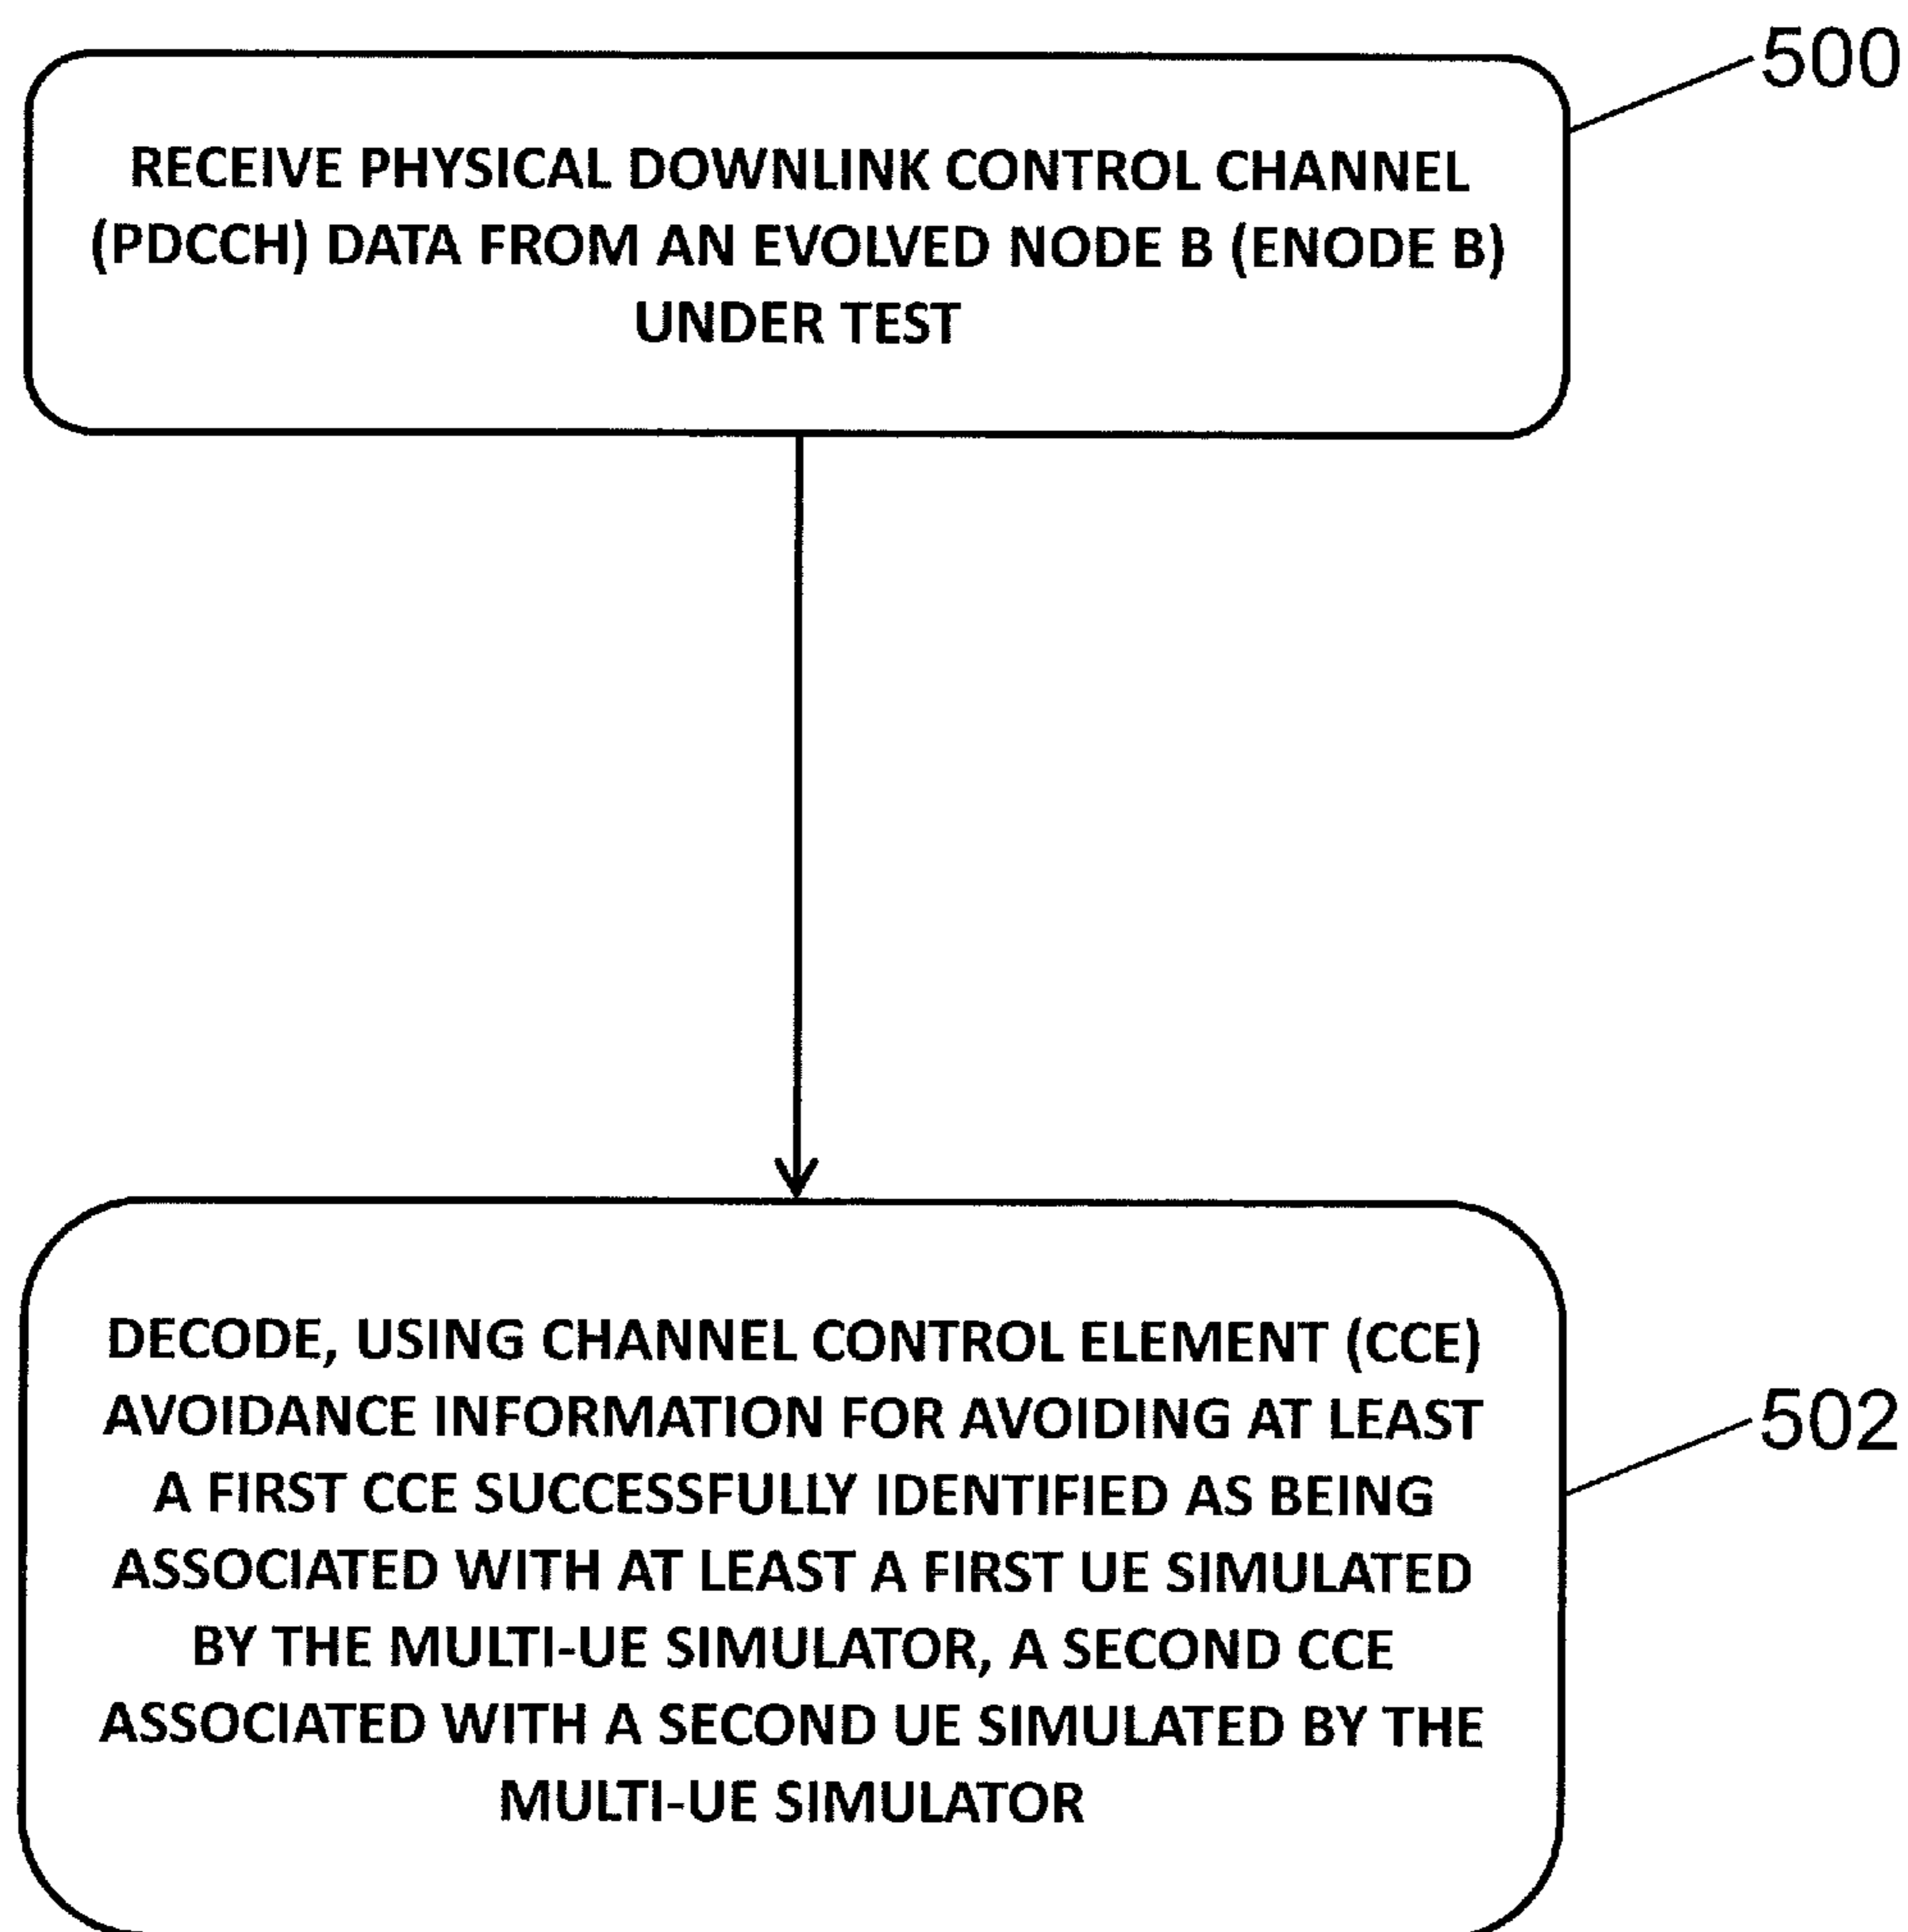 500
RECEIVE PHYSICAL DOWNLINK CONTROL CHANNEL
(PDCCH) DATA FROM AN EVOLVED NODE B (ENODE B)
UNDER TEST
DECODE, USING CHANNEL CONTROL ELEMENT (CCE)
AVOIDANCE INFORMATION FOR AVOIDING AT LEAST
A FIRST CCE SUCCESSFULLY IDENTIFIED AS BEING
ASSOCIATED WITH AT LEAST A FIRST UE SIMULATED
BY THE MULTI-UE SIMULATOR, A SECOND CCE
ASSOCIATED WITH A SECOND UE SIMULATED BY THE
MULTI-UE SIMULATOR
502